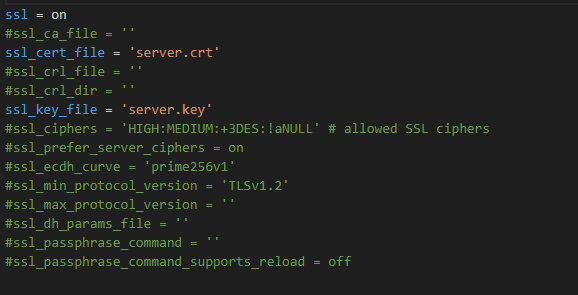 ssl = on
#ssl_ca_file = ''
ssl_cert_file = 'server.crt'
#ssl_crl_file = ''
#ssl_crl_dir = ''
ssl_key_file = 'server.key'
#ssl_ciphers = 'HIGH:MEDIUM:+3DES:!aNULL' # allowed SSL ciphers
#ssl_prefer_server_ciphers = on
#ssl_ecdh_curve = 'prime256v1'
#ssl_min_protocol_version = 'TLSv1.2'
#ssl_max_protocol_version = ''
#ssl_dh_params_file = ''
#ssl_passphrase_command = ''
#ssl_passphrase_command_supports_reload = off